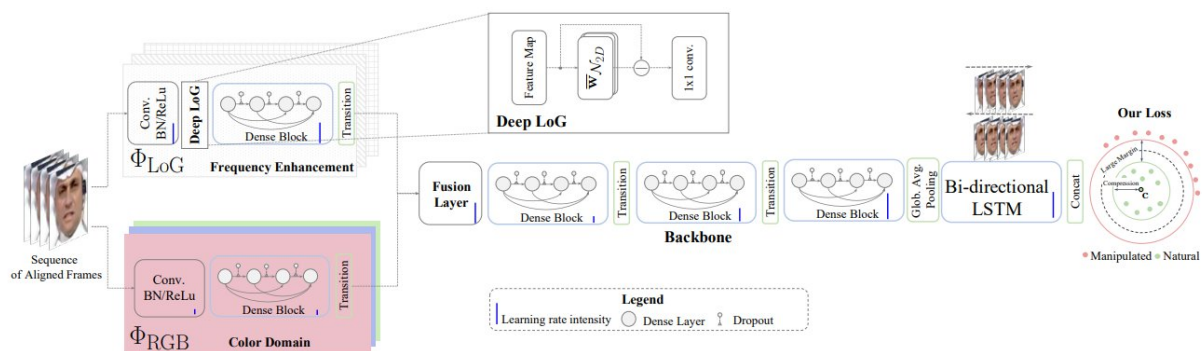 Sequence
of Aligned Frames
Conv.
BN/ReLu
Deep LoG
Dense Block
Transition
Φ LoG
Frequency Enhancement
Conv.
BN/ReLu
Dense Block
Transition
Φ RGB
Color Domain
Feature Map
W̅ 𝒩2D
1x1 conv.
Deep LoG
Fusion
Layer
Dense Block
Transition
Dense Block
Transition
Dense Block
Glob. Avg.
Pooling
Bi-directional
LSTM
Concat
Backbone
Our Loss
Large Margin
Compression
C
Manipulated
Natural
Legend
Learning rate intensity
Dense Layer
Dropout